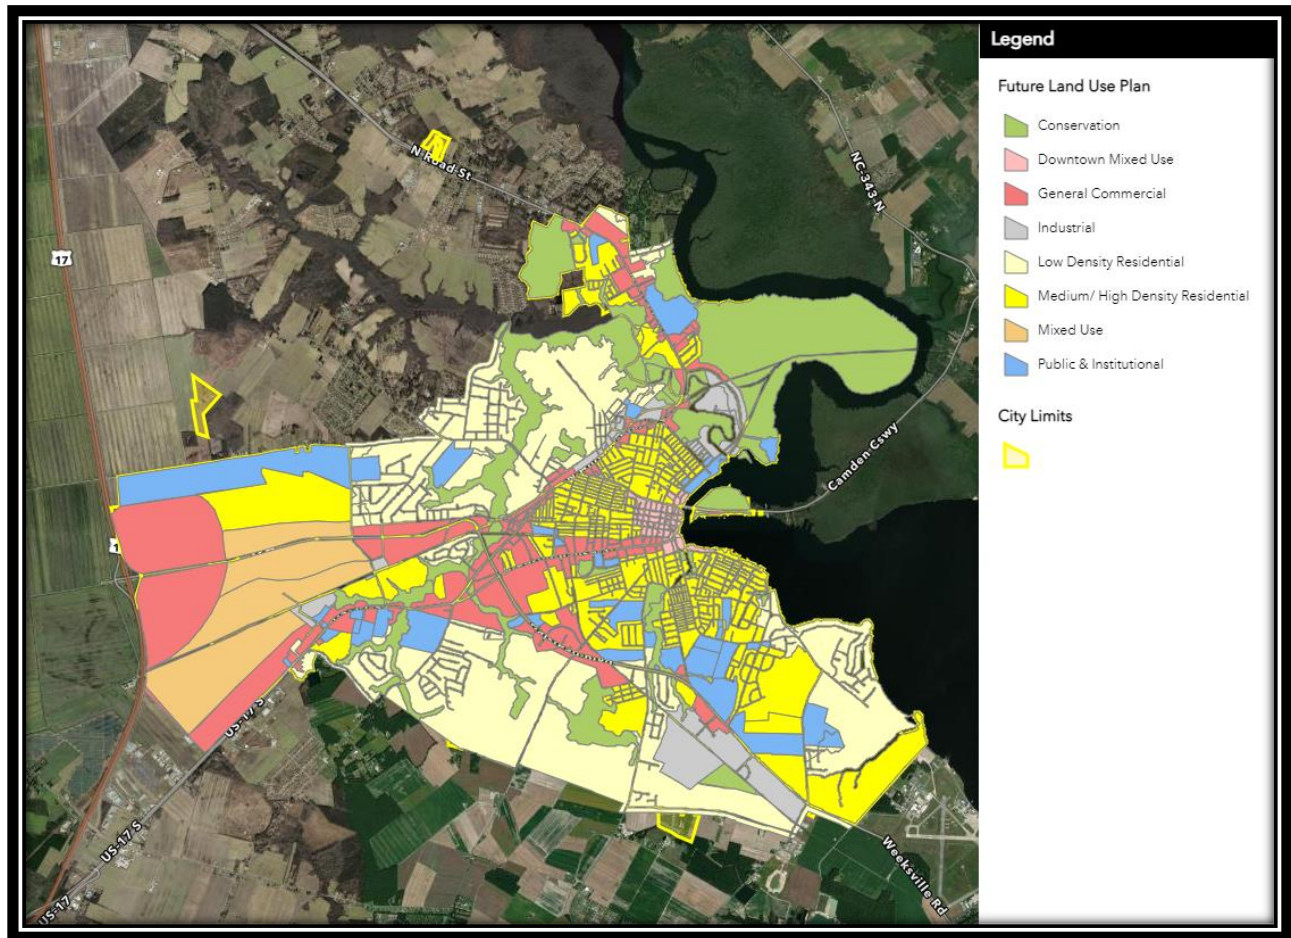 Legend
Future Land Use Plan
Conservation
Downtown Mixed Use
General Commercial
Industrial
Low Density Residential
Medium/ High Density Residential
Mixed Use
Public & Institutional
City Limits
N Road St
NC-343-N
17
Camden Cswy
US-17 S
US-17 S
US-17
Weeksville Rd